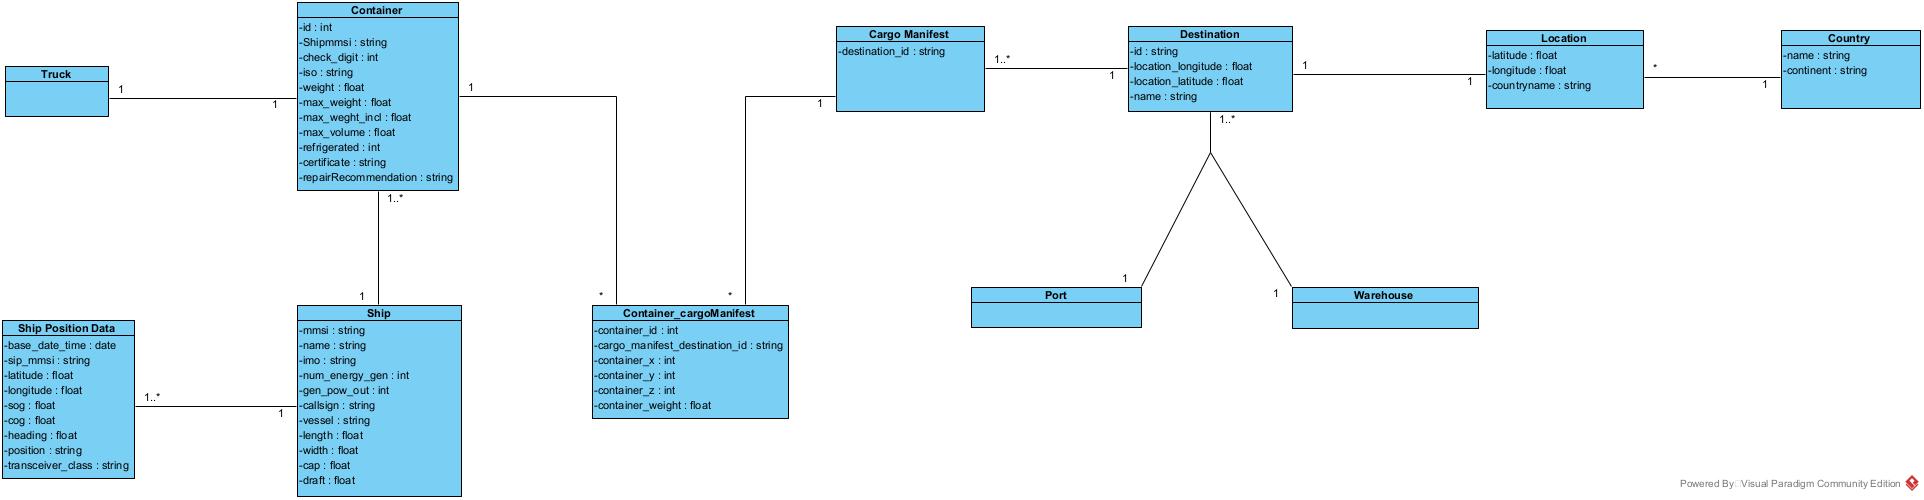 Truck
1
1
Container
-id : int
-Shipmmsi : string
-check_digit : int
-iso : string
-weight : float
-max_weight : float
-max_weght_incl : float
-max_volume : float
-refrigerated : int
-certificate : string
-repairRecommendation : string
1
1..*
1
Ship Position Data
-base_date_time : date
-sip_mmsi : string
-latitude : float
-longitude : float
-sog : float
-cog : float
-heading : float
-position : string
-transceiver_class : string
1..*
1
Ship
-mmsi : string
-name : string
-imo : string
-num_energy_gen : int
-gen_pow_out : int
-callsign : string
-vessel : string
-length : float
-width : float
-cap : float
-draft : float
*
*
Container_cargoManifest
-container_id : int
-cargo_manifest_destination_id : string
-container_x : int
-container_y : int
-container_z : int
-container_weight : float
1
Cargo Manifest
-destination_id : string
1..*
1
Destination
-id : string
-location_longitude : float
-location_latitude : float
-name : string
1
1
1..*
1
1
Port
Warehouse
Location
-latitude : float
-longitude : float
-countryname : string
*
1
Country
-name : string
-continent : string
Powered By Visual Paradigm Community Edition